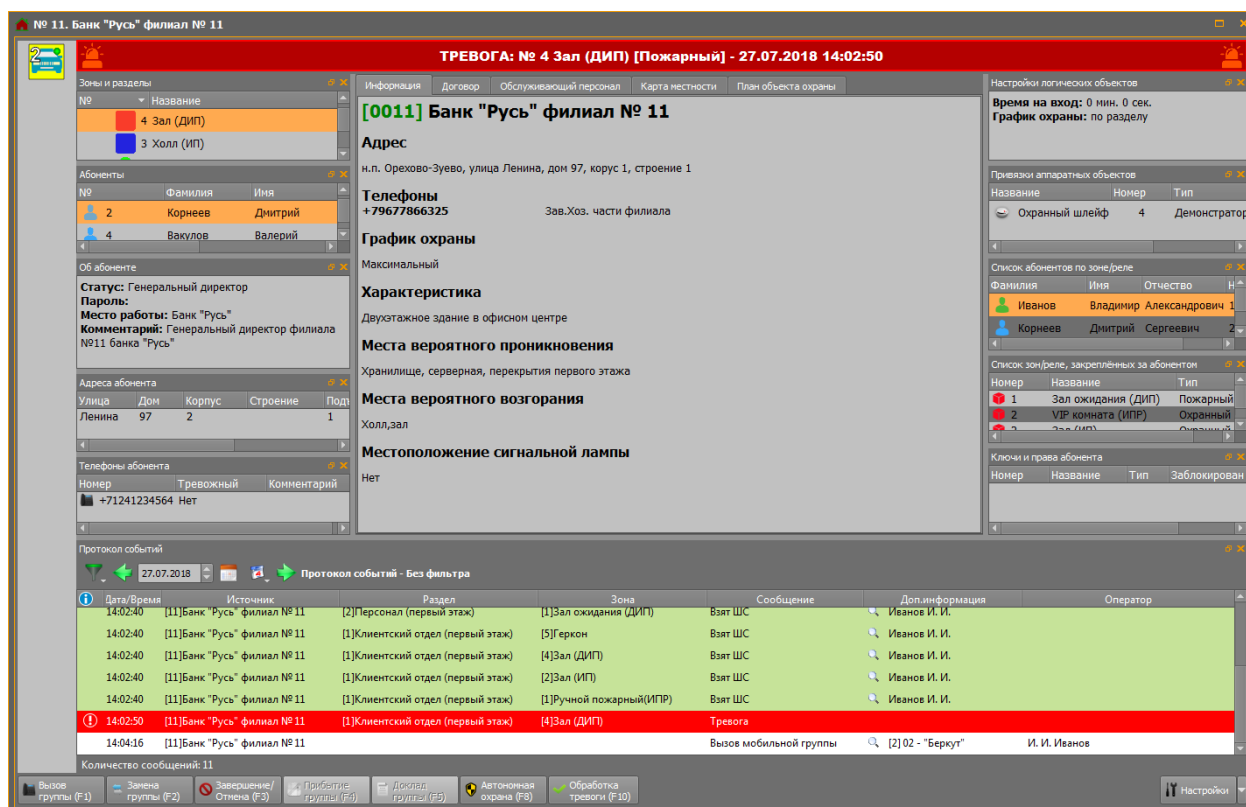 № 11. Банк "Русь" филиал № 11
2
ТРЕВОГА: № 4 Зал (ДИП) [Пожарный] - 27.07.2018 14:02:50
Зоны и разделы
№ Название
4 Зал (ДИП)
3 Холл (ИП)
Абоненты
№ Фамилия Имя
2 Корнеев Дмитрий
4 Вакулов Валерий
Об абоненте
Статус: Генеральный директор
Пароль:
Место работы: Банк "Русь"
Комментарий: Генеральный директор филиала
№11 банка "Русь"
Адреса абонента
Улица Дом Корпус Строение Подъ
Ленина 97 2 1
Телефоны абонента
Номер Тревожный Комментарий
+71241234564 Нет
Информация Договор Обслуживающий персонал Карта местности План объекта охраны
[0011] Банк "Русь" филиал № 11
Адрес
н.п. Орехово-Зуево, улица Ленина, дом 97, корус 1, строение 1
Телефоны
+79677866325 Зав.Хоз. части филиала
График охраны
Максимальный
Характеристика
Двухэтажное здание в офисном центре
Места вероятного проникновения
Хранилище, серверная, перекрытия первого этажа
Места вероятного возгорания
Холл,зал
Местоположение сигнальной лампы
Нет
Настройки логических объектов
Время на вход: 0 мин. 0 сек.
График охраны: по разделу
Привязки аппаратных объектов
Название Номер Тип
Охранный шлейф 4 Демонстратор
Список абонентов по зоне/реле
Фамилия Имя Отчество Н
Иванов Владимир Александрович 1
Корнеев Дмитрий Сергеевич 2
Список зон/реле, закреплённых за абонентом
Номер Название Тип
1 Зал ожидания (ДИП) Пожарный
2 VIP комната (ИПР) Охранный
3 Зал (ИП) Охранный
Ключи и права абонента
Номер Название Тип Заблокирован
Протокол событий
27.07.2018 Протокол событий - Без фильтра
Дата/Время Источник Раздел Зона Сообщение Доп.информация Оператор
14:02:40 [11]Банк "Русь" филиал № 11 [2]Персонал (первый этаж) [1]Зал ожидания (ДИП) Взят ШС Иванов И. И.
14:02:40 [11]Банк "Русь" филиал № 11 [1]Клиентский отдел (первый этаж) [5]Геркон Взят ШС Иванов И. И.
14:02:40 [11]Банк "Русь" филиал № 11 [1]Клиентский отдел (первый этаж) [4]Зал (ДИП) Взят ШС Иванов И. И.
14:02:40 [11]Банк "Русь" филиал № 11 [1]Клиентский отдел (первый этаж) [2]Зал (ИП) Взят ШС Иванов И. И.
14:02:40 [11]Банк "Русь" филиал № 11 [1]Клиентский отдел (первый этаж) [1]Ручной пожарный(ИПР) Взят ШС Иванов И. И.
14:02:50 [11]Банк "Русь" филиал № 11 [1]Клиентский отдел (первый этаж) [4]Зал (ДИП) Тревога
14:04:16 [11]Банк "Русь" филиал № 11 Вызов мобильной группы [2] 02 - "Беркут" И. И. Иванов
Количество сообщений: 11
Вызов группы (F1) Замена группы (F2) Завершение/ Отмена (F3) Прибытие группы (F4) Доклад группы (F5) Автономная охрана (F8) Обработка тревоги (F10) Настройки